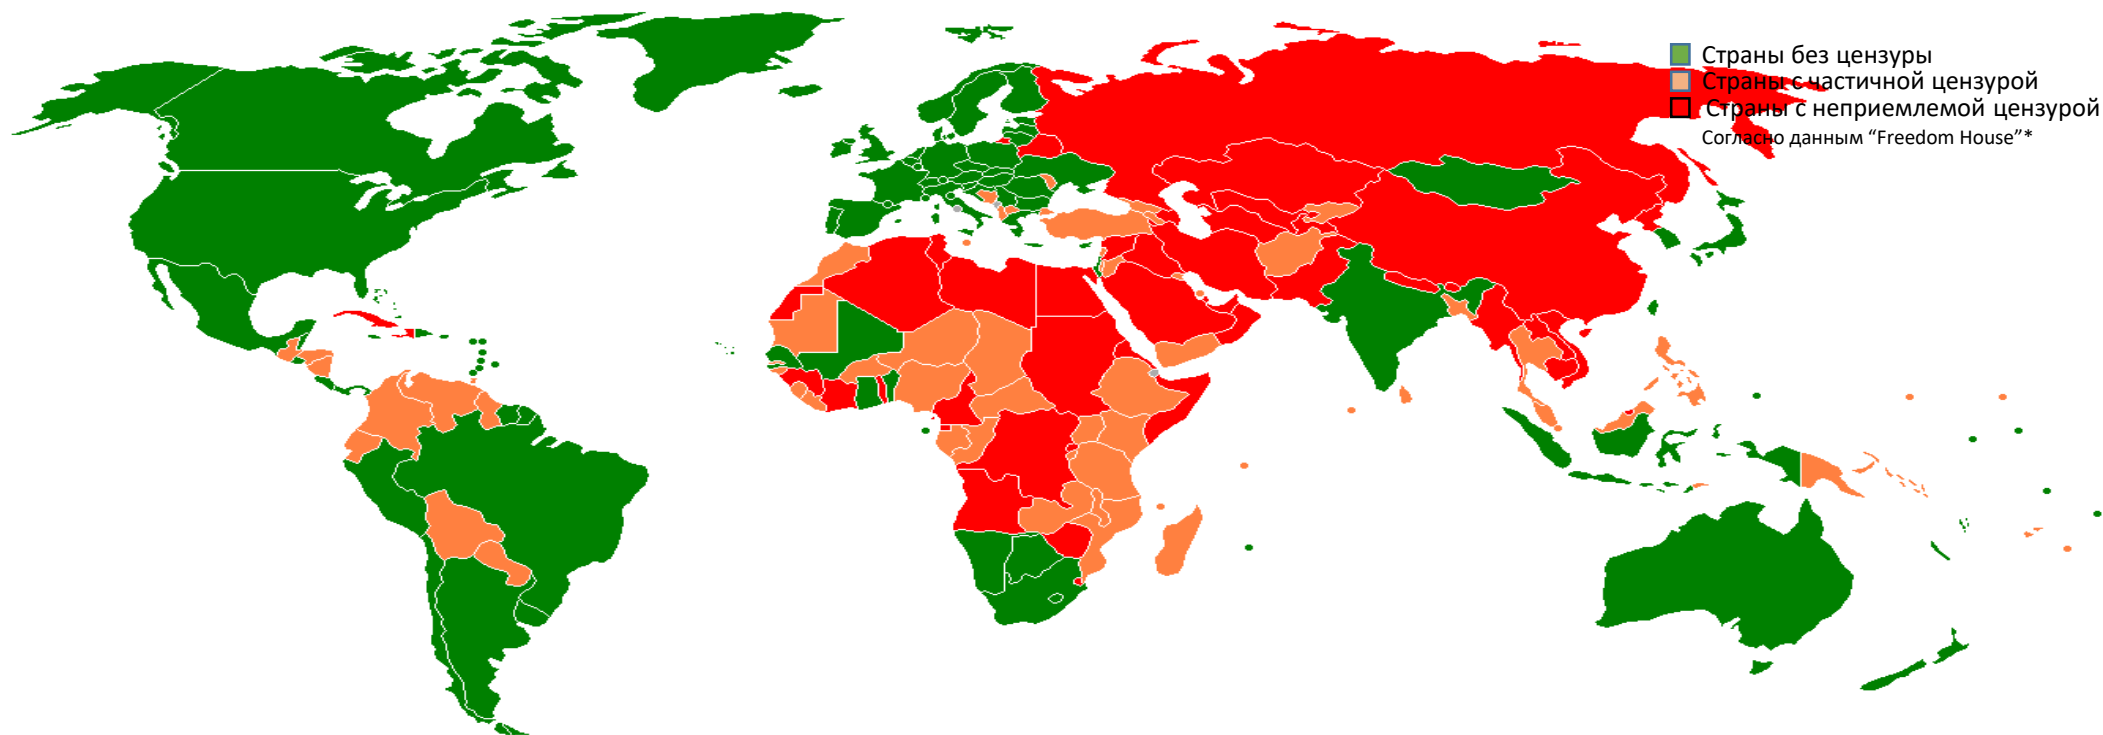 Страны без цензуры
Страны с частичной цензурой
Страны с неприемлемой цензурой
Согласно данным “Freedom House”*